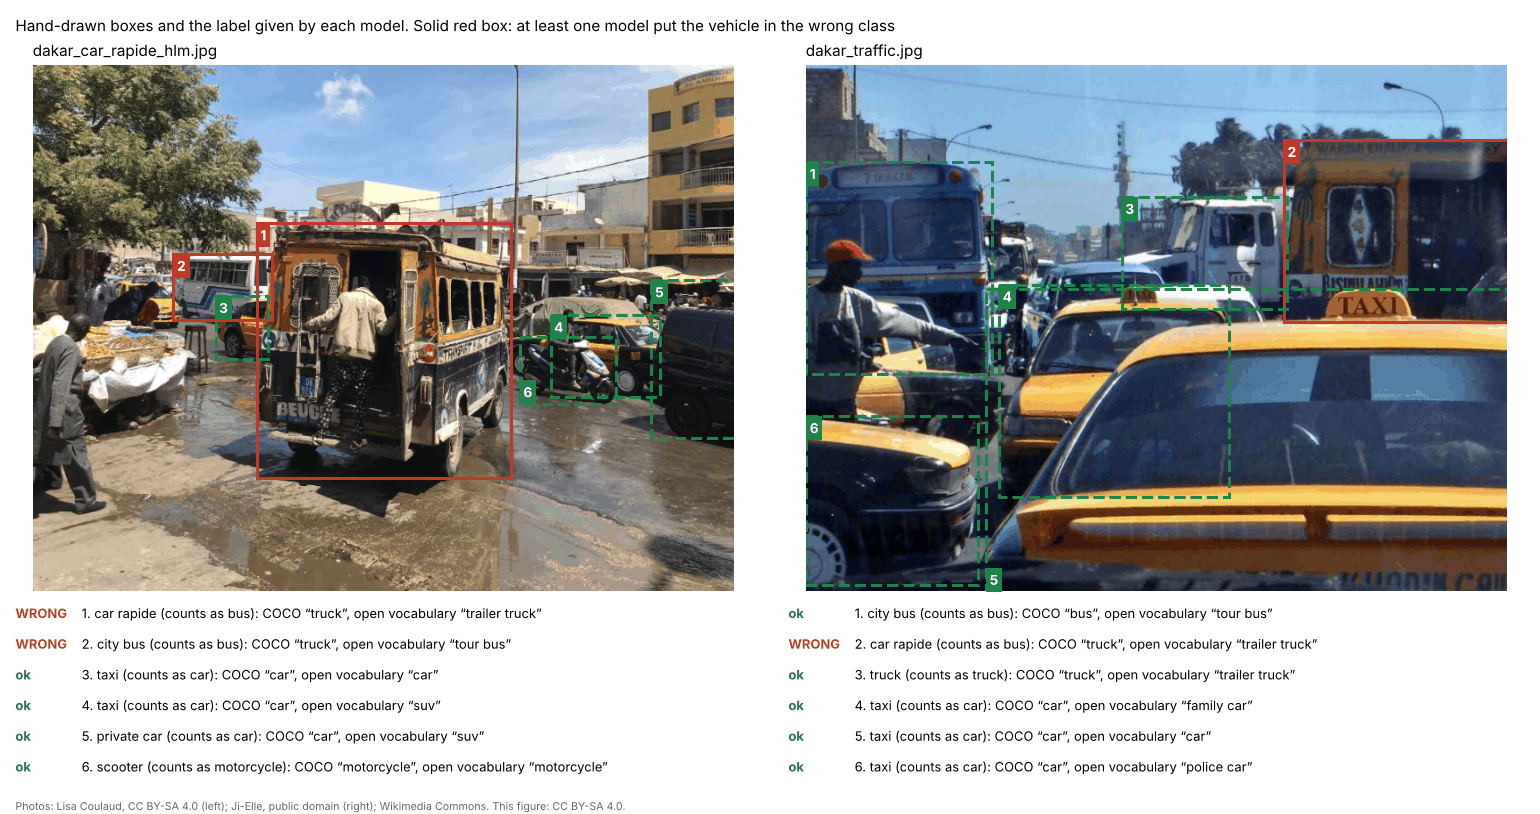 Hand-drawn boxes and the label given by each model. Solid red box: at least one model put the vehicle in the wrong class
dakar_car_rapide_hlm.jpg
1
2
3
4
5
6
dakar_traffic.jpg
1
2
3
4
TAXI
6
5
WRONG 1. car rapide (counts as bus): COCO “truck”, open vocabulary “trailer truck”
WRONG 2. city bus (counts as bus): COCO “truck”, open vocabulary “tour bus”
ok 3. taxi (counts as car): COCO “car”, open vocabulary “car”
ok 4. taxi (counts as car): COCO “car”, open vocabulary “suv”
ok 5. private car (counts as car): COCO “car”, open vocabulary “suv”
ok 6. scooter (counts as motorcycle): COCO “motorcycle”, open vocabulary “motorcycle”
ok 1. city bus (counts as bus): COCO “bus”, open vocabulary “tour bus”
WRONG 2. car rapide (counts as bus): COCO “truck”, open vocabulary “trailer truck”
ok 3. truck (counts as truck): COCO “truck”, open vocabulary “trailer truck”
ok 4. taxi (counts as car): COCO “car”, open vocabulary “family car”
ok 5. taxi (counts as car): COCO “car”, open vocabulary “car”
ok 6. taxi (counts as car): COCO “car”, open vocabulary “police car”
Photos: Lisa Coulaud, CC BY-SA 4.0 (left); Ji-Elle, public domain (right); Wikimedia Commons. This figure: CC BY-SA 4.0.